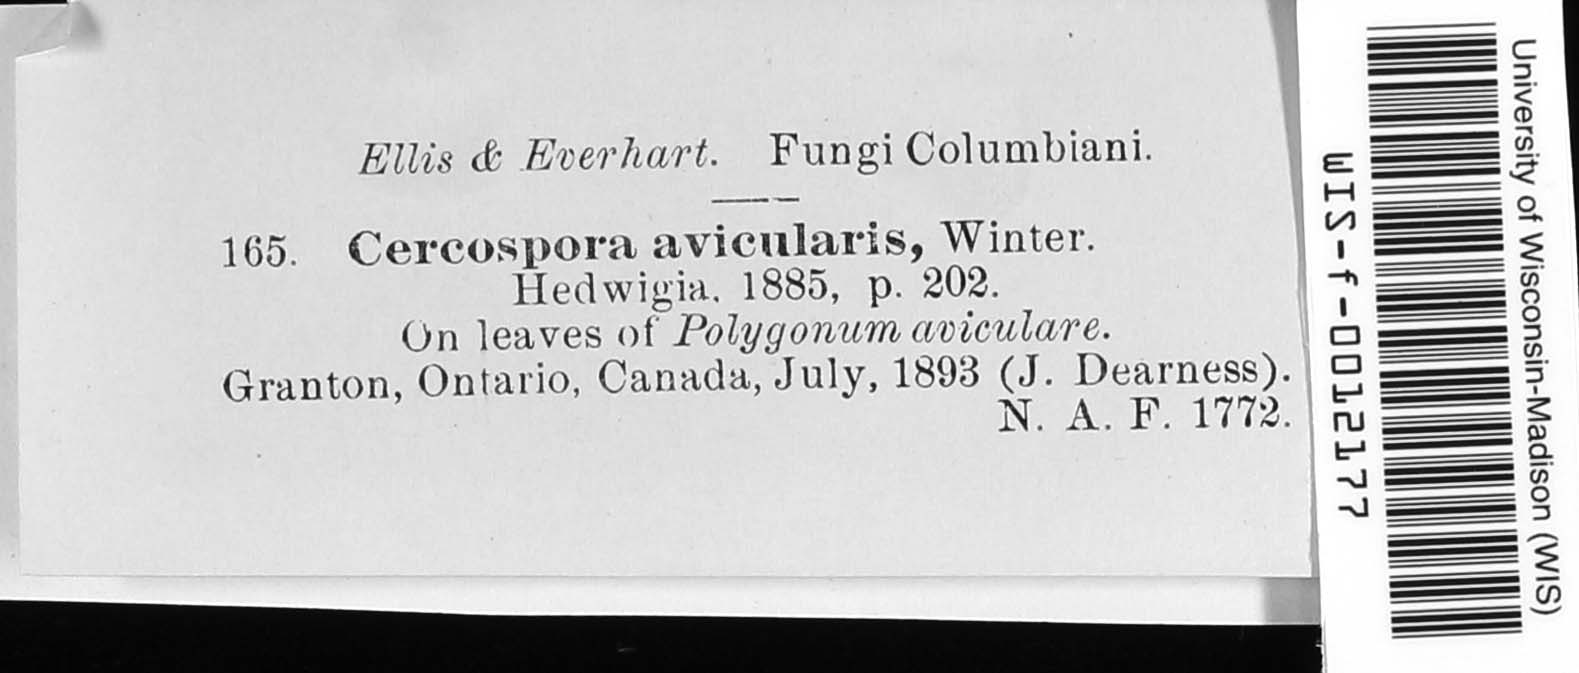 Ellis & Everhart. Fungi Columbiani.
165. Cercospora avicularis, Winter.
Hedwigia. 1885, p. 202.
On leaves of Polygonum aviculare.
Granton, Ontario, Canada, July, 1893 (J. Dearness).
N. A. F. 1772.
University of Wisconsin-Madison (WIS)
WIS-f-0012177